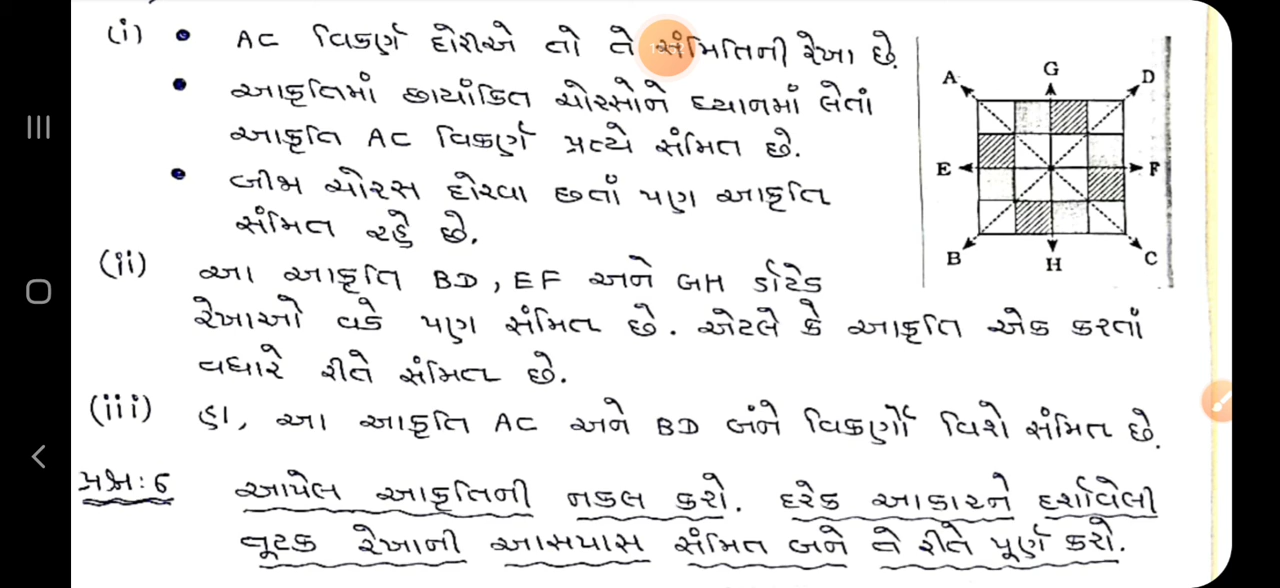 (i) • AC વિકર્ણ દોરીએ તો તે સંમિતિની રેખા છે.
A G D
• આકૃતિમાં છાયાંકિત ચોરસોને ધ્યાનમાં લેતાં
આકૃતિ AC વિકર્ણ પ્રત્યે સંમિત છે.
E F
• બીજા ચોરસ દોરવા છતાં પણ આકૃતિ
સંમિત રહે છે.
B H C
(ii) આ આકૃતિ BD, EF અને GH ડોટેડ
રેખાઓ વડે પણ સંમિત છે. એટલે કે આકૃતિ એક કરતાં
વધારે રીતે સંમિત છે.
(iii) હા, આ આકૃતિ AC અને BD બંને વિકર્ણો વિશે સંમિત છે.
પ્રશ્ન: 6 આપેલ આકૃતિની નકલ કરો. દરેક આકારને દર્શાવેલી
ત્રૂટક રેખાની આસપાસ સંમિત બને તે રીતે પૂર્ણ કરો.